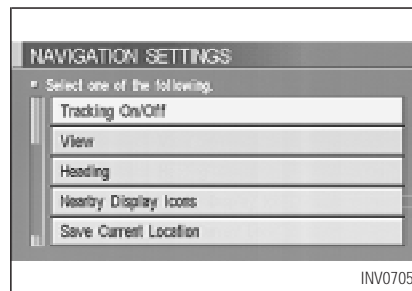 NAVIGATION SETTINGS
Select one of the following.
Tracking On/Off
View
Heading
Nearby Display Icons
Save Current Location
INV0705